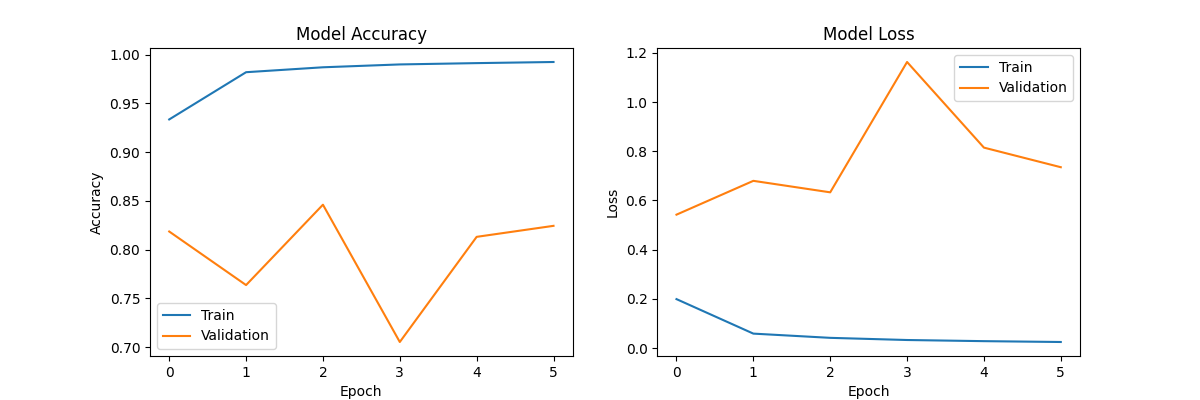 Model Accuracy
1.00
0.95
0.90
0.85
0.80
0.75
0.70
Accuracy
Train
Validation
0 1 2 3 4 5
Epoch
Model Loss
1.2
1.0
0.8
0.6
0.4
0.2
0.0
Loss
Train
Validation
0 1 2 3 4 5
Epoch